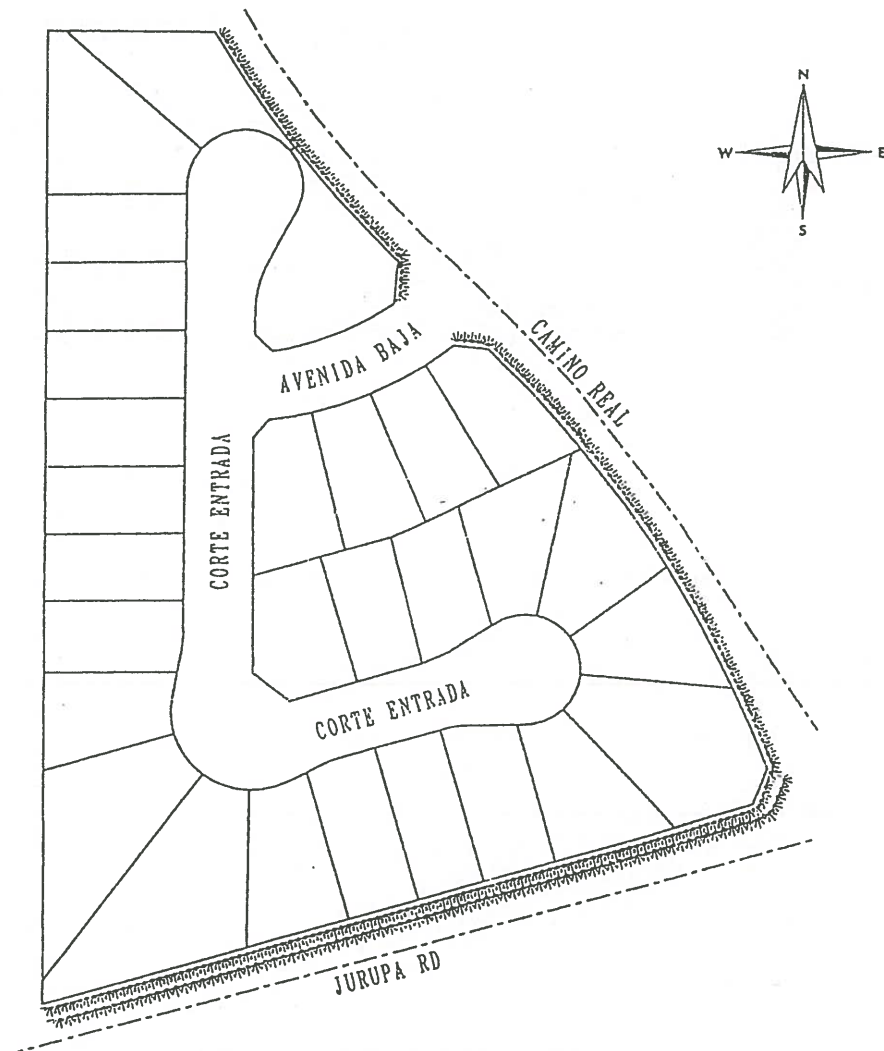 N
W E
S
CAMINO REAL
AVENIDA BAJA
CORTE ENTRADA
CORTE ENTRADA
JURUPA RD